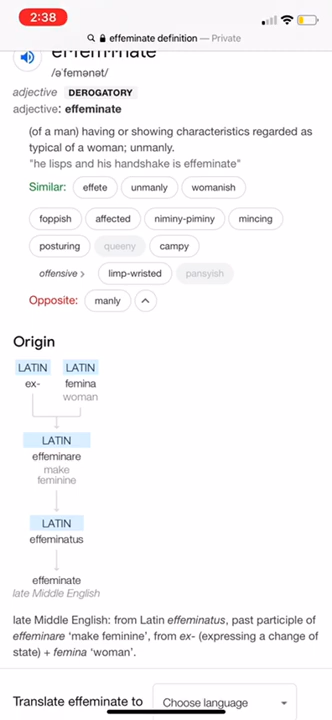 2:38
effeminate definition — Private
ef·fem·i·nate
/əˈfemənət/
adjective DEROGATORY
adjective: effeminate
(of a man) having or showing characteristics regarded as
typical of a woman; unmanly.
"he lisps and his handshake is effeminate"
Similar: effete unmanly womanish
foppish affected niminy-piminy mincing
posturing queeny campy
offensive > limp-wristed pansyish
Opposite: manly
Origin
LATIN LATIN
ex- femina
woman
LATIN
effeminare
make
feminine
LATIN
effeminatus
effeminate
late Middle English
late Middle English: from Latin effeminatus, past participle of
effeminare ‘make feminine’, from ex- (expressing a change of
state) + femina ‘woman’.
Translate effeminate to Choose language